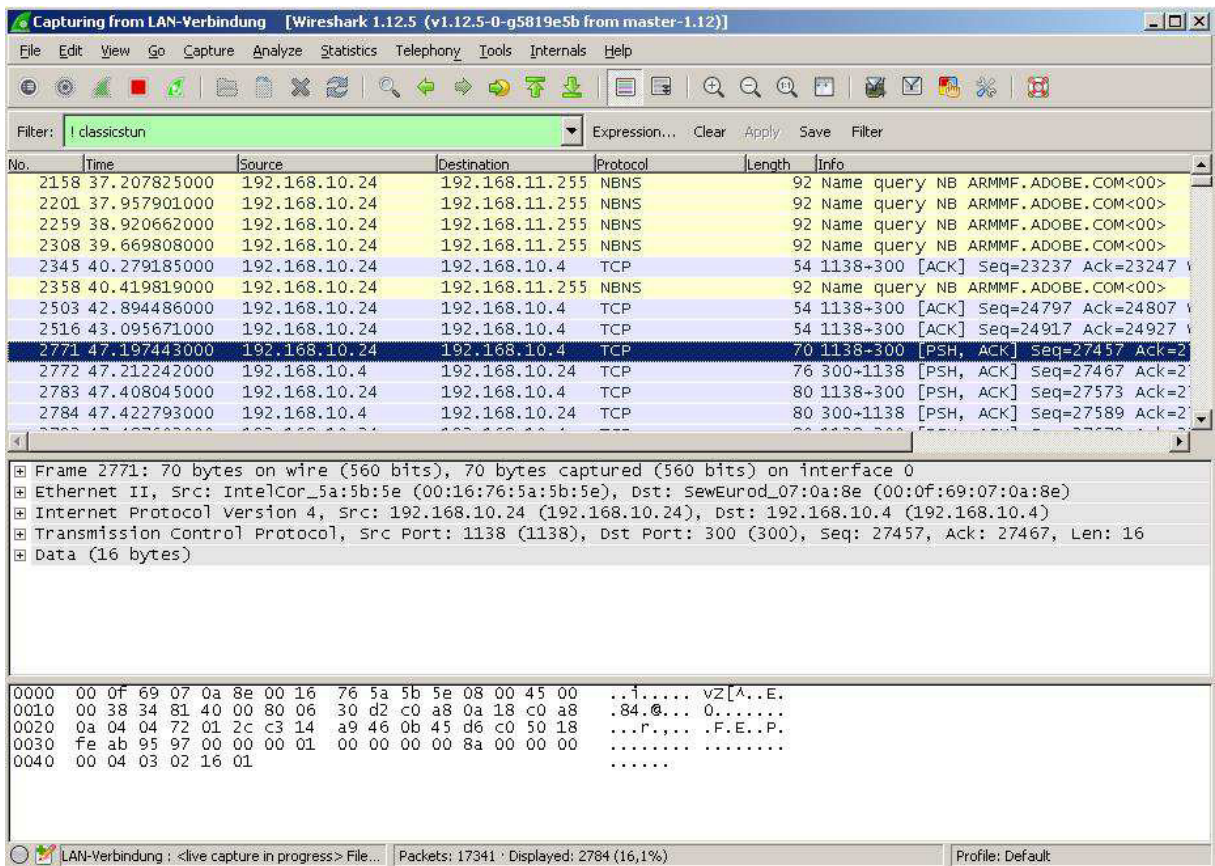 Capturing from LAN-Verbindung [Wireshark 1.12.5 (v1.12.5-0-g5819e5b from master-1.12)]
File Edit View Go Capture Analyze Statistics Telephony Tools Internals Help
Filter: ! classicstun Expression... Clear Apply Save Filter
No. Time Source Destination Protocol Length Info
2158 37.207825000 192.168.10.24 192.168.11.255 NBNS 92 Name query NB ARMMF.ADOBE.COM<00>
2201 37.957901000 192.168.10.24 192.168.11.255 NBNS 92 Name query NB ARMMF.ADOBE.COM<00>
2259 38.920662000 192.168.10.24 192.168.11.255 NBNS 92 Name query NB ARMMF.ADOBE.COM<00>
2308 39.669808000 192.168.10.24 192.168.11.255 NBNS 92 Name query NB ARMMF.ADOBE.COM<00>
2345 40.279185000 192.168.10.24 192.168.10.4 TCP 54 1138→300 [ACK] Seq=23237 Ack=23247
2358 40.419819000 192.168.10.24 192.168.11.255 NBNS 92 Name query NB ARMMF.ADOBE.COM<00>
2503 42.894486000 192.168.10.24 192.168.10.4 TCP 54 1138→300 [ACK] Seq=24797 Ack=24807
2516 43.095671000 192.168.10.24 192.168.10.4 TCP 54 1138→300 [ACK] Seq=24917 Ack=24927
2771 47.197443000 192.168.10.24 192.168.10.4 TCP 70 1138→300 [PSH, ACK] Seq=27457 Ack=2
2772 47.212242000 192.168.10.4 192.168.10.24 TCP 76 300→1138 [PSH, ACK] Seq=27467 Ack=2
2783 47.408045000 192.168.10.24 192.168.10.4 TCP 80 1138→300 [PSH, ACK] Seq=27573 Ack=2
2784 47.422793000 192.168.10.4 192.168.10.24 TCP 80 300→1138 [PSH, ACK] Seq=27589 Ack=2
Frame 2771: 70 bytes on wire (560 bits), 70 bytes captured (560 bits) on interface 0
Ethernet II, Src: IntelCor_5a:5b:5e (00:16:76:5a:5b:5e), Dst: SewEurod_07:0a:8e (00:0f:69:07:0a:8e)
Internet Protocol Version 4, Src: 192.168.10.24 (192.168.10.24), Dst: 192.168.10.4 (192.168.10.4)
Transmission Control Protocol, Src Port: 1138 (1138), Dst Port: 300 (300), Seq: 27457, Ack: 27467, Len: 16
Data (16 bytes)
0000 00 0f 69 07 0a 8e 00 16 76 5a 5b 5e 08 00 45 00 ..i..... vZ[^..E.
0010 00 38 34 81 40 00 80 06 30 d2 c0 a8 0a 18 c0 a8 .84.@... 0.......
0020 0a 04 04 72 01 2c c3 14 a9 46 0b 45 d6 c0 50 18 ...r.,.. .F.E..P.
0030 fe ab 95 97 00 00 00 01 00 00 00 00 8a 00 00 00 ........ ........
0040 00 04 03 02 16 01 ......
LAN-Verbindung : <live capture in progress> File... Packets: 17341 · Displayed: 2784 (16,1%) Profile: Default